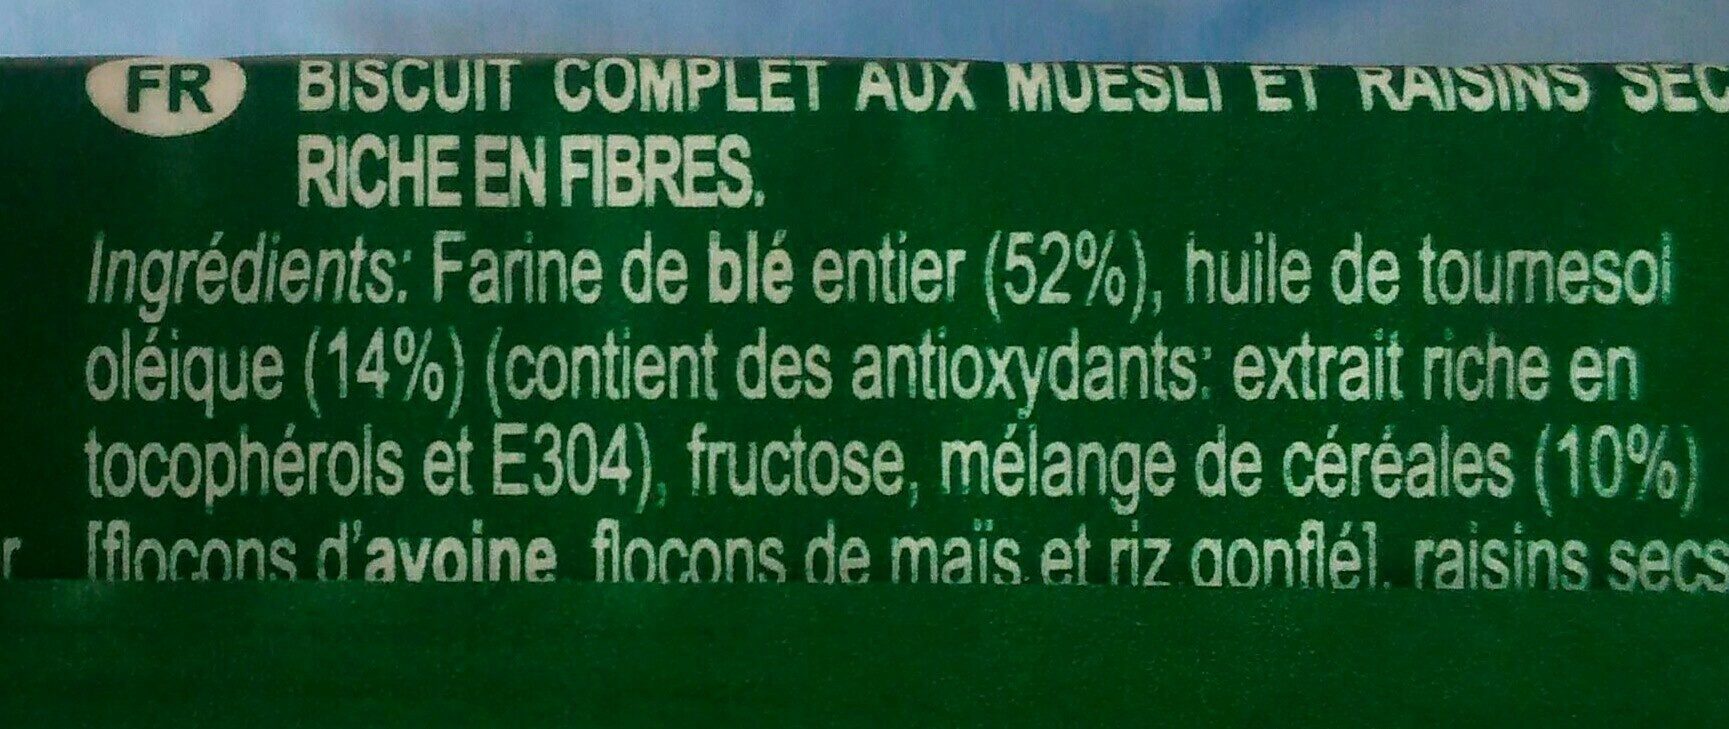 FR BISCUIT COMPLET AUX MUESLI ET RAISINS SEC
RICHE EN FIBRES.
Ingrédients: Farine de blé entier (52%), huile de tournesol
oléique (14%) (contient des antioxydants: extrait riche en
tocophérols et E304), fructose, mélange de céréales (10%)
r [flocons d'avoine, flocons de maïs et riz gonflé], raisins secs